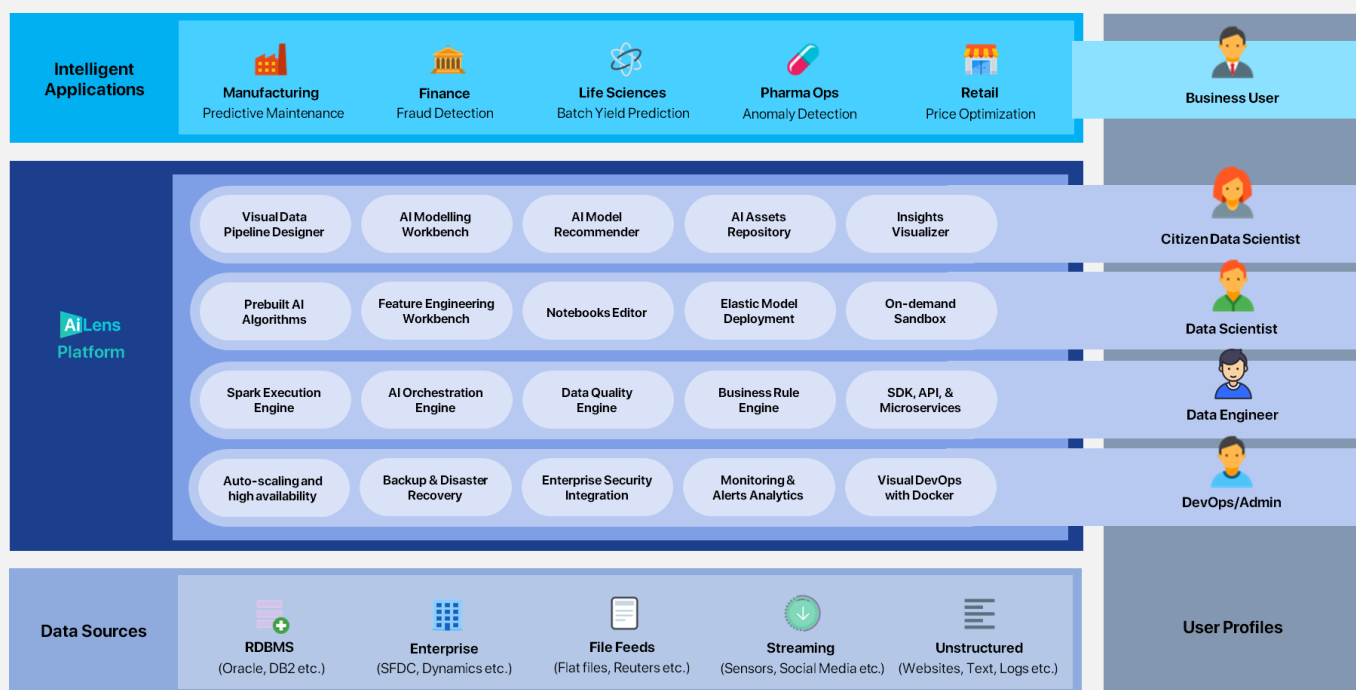 Intelligent
Applications
Manufacturing
Predictive Maintenance
Finance
Fraud Detection
Life Sciences
Batch Yield Prediction
Pharma Ops
Anomaly Detection
Retail
Price Optimization
Business User
AiLens
Platform
Visual Data
Pipeline Designer
AI Modelling
Workbench
AI Model
Recommender
AI Assets
Repository
Insights
Visualizer
Citizen Data Scientist
Prebuilt AI
Algorithms
Feature Engineering
Workbench
Notebooks Editor
Elastic Model
Deployment
On-demand
Sandbox
Data Scientist
Spark Execution
Engine
AI Orchestration
Engine
Data Quality
Engine
Business Rule
Engine
SDK, API, &
Microservices
Data Engineer
Auto-scaling and
high availability
Backup & Disaster
Recovery
Enterprise Security
Integration
Monitoring &
Alerts Analytics
Visual DevOps
with Docker
DevOps/Admin
Data Sources
RDBMS
(Oracle, DB2 etc.)
Enterprise
(SFDC, Dynamics etc.)
File Feeds
(Flat files, Reuters etc.)
Streaming
(Sensors, Social Media etc.)
Unstructured
(Websites, Text, Logs etc.)
User Profiles